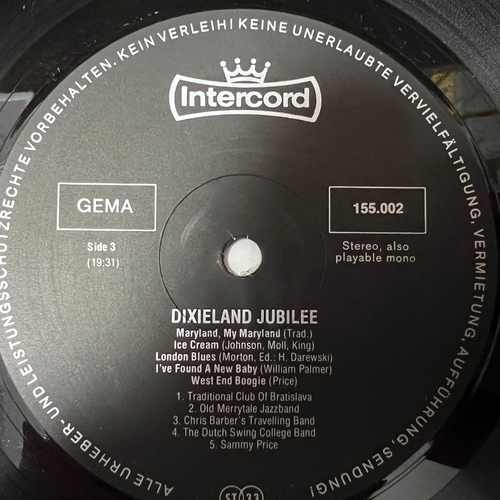 ALLE URHEBER- UND LEISTUNGSSCHUTZRECHTE VORBEHALTEN. KEIN VERLEIH! KEINE UNERLAUBTE VERVIELFÄLTIGUNG, VERMIETUNG, AUFFÜHRUNG, SENDUNG!
Intercord
GEMA
155.002
Side 3
(19:31)
Stereo, also
playable mono
DIXIELAND JUBILEE
Maryland, My Maryland (Trad.)
Ice Cream (Johnson, Moll, King)
London Blues (Morton, Ed.: H. Darewski)
I've Found A New Baby (William Palmer)
West End Boogie (Price)
1. Traditional Club Of Bratislava
2. Old Merrytale Jazzband
3. Chris Barber's Travelling Band
4. The Dutch Swing College Band
5. Sammy Price
ST 33